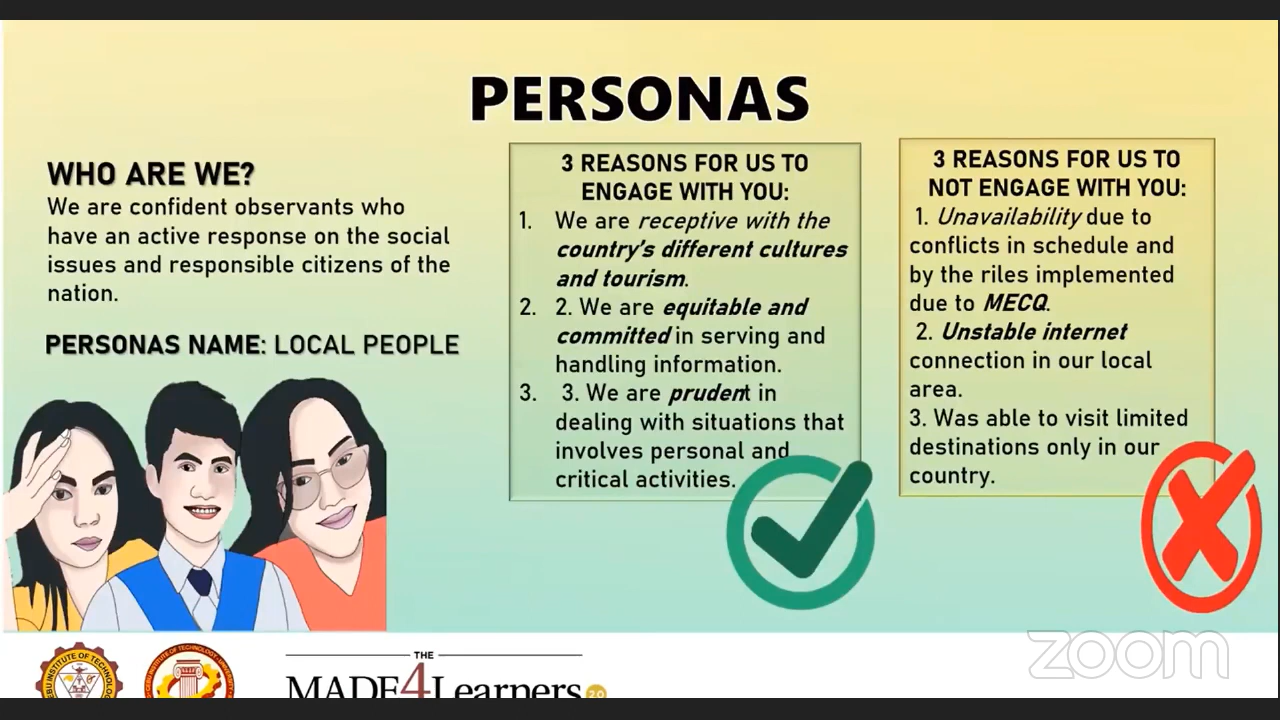 PERSONAS
WHO ARE WE?
We are confident observants who
have an active response on the social
issues and responsible citizens of the
nation.
PERSONAS NAME: LOCAL PEOPLE
3 REASONS FOR US TO
ENGAGE WITH YOU:
1. We are receptive with the
country's different cultures
and tourism.
2. 2. We are equitable and
committed in serving and
handling information.
3. 3. We are prudent in
dealing with situations that
involves personal and
critical activities.
3 REASONS FOR US TO
NOT ENGAGE WITH YOU:
1. Unavailability due to
conflicts in schedule and
by the riles implemented
due to MECQ.
2. Unstable internet
connection in our local
area.
3. Was able to visit limited
destinations only in our
country.
THE
MADE4Learners 2.0
zoom